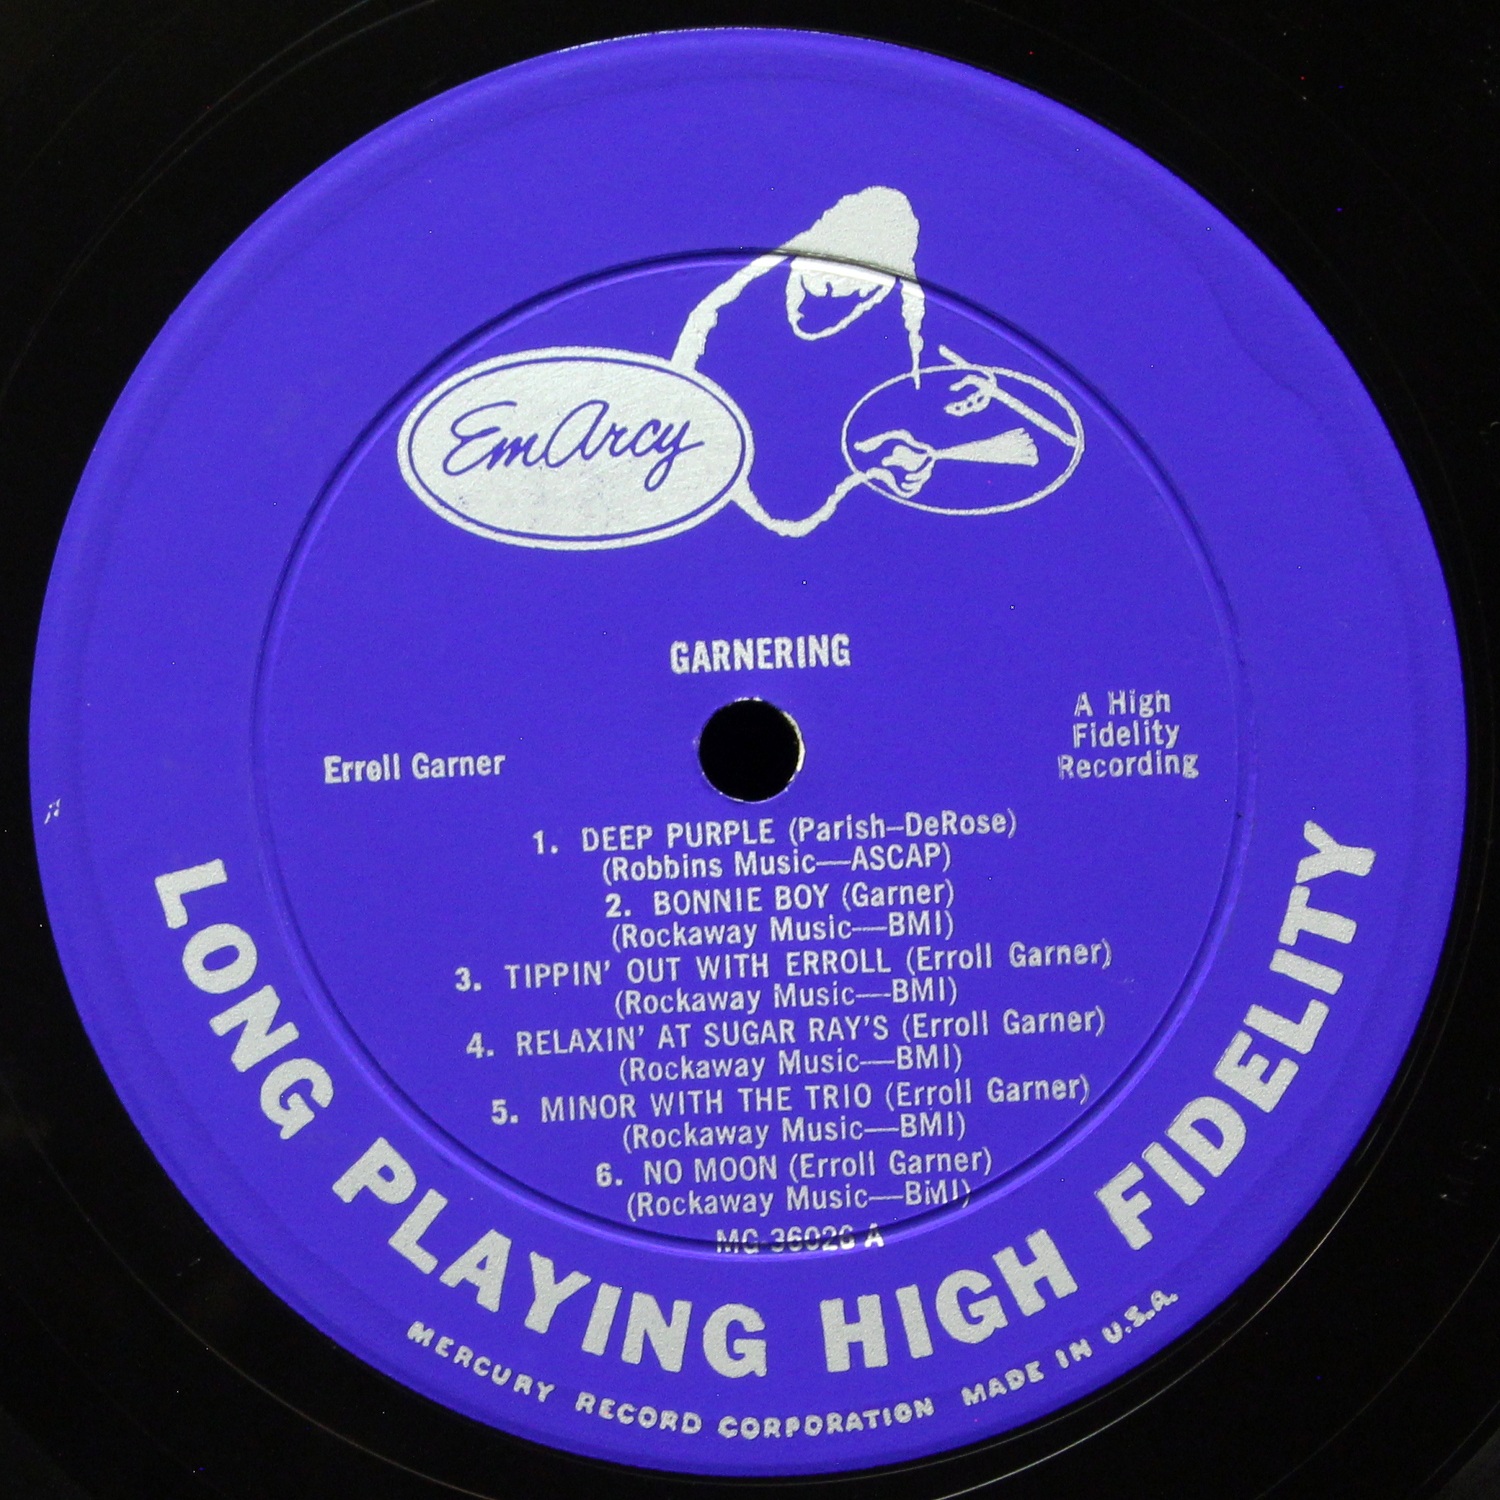 EmArcy
GARNERING
Erroll Garner
A High
Fidelity
Recording
1. DEEP PURPLE (Parish—DeRose)
(Robbins Music—ASCAP)
2. BONNIE BOY (Garner)
(Rockaway Music—BMI)
3. TIPPIN' OUT WITH ERROLL (Erroll Garner)
(Rockaway Music—BMI)
4. RELAXIN' AT SUGAR RAY'S (Erroll Garner)
(Rockaway Music—BMI)
5. MINOR WITH THE TRIO (Erroll Garner)
(Rockaway Music—BMI)
6. NO MOON (Erroll Garner)
(Rockaway Music—BMI)
MG 36026 A
LONG PLAYING HIGH FIDELITY
MERCURY RECORD CORPORATION MADE IN U.S.A.